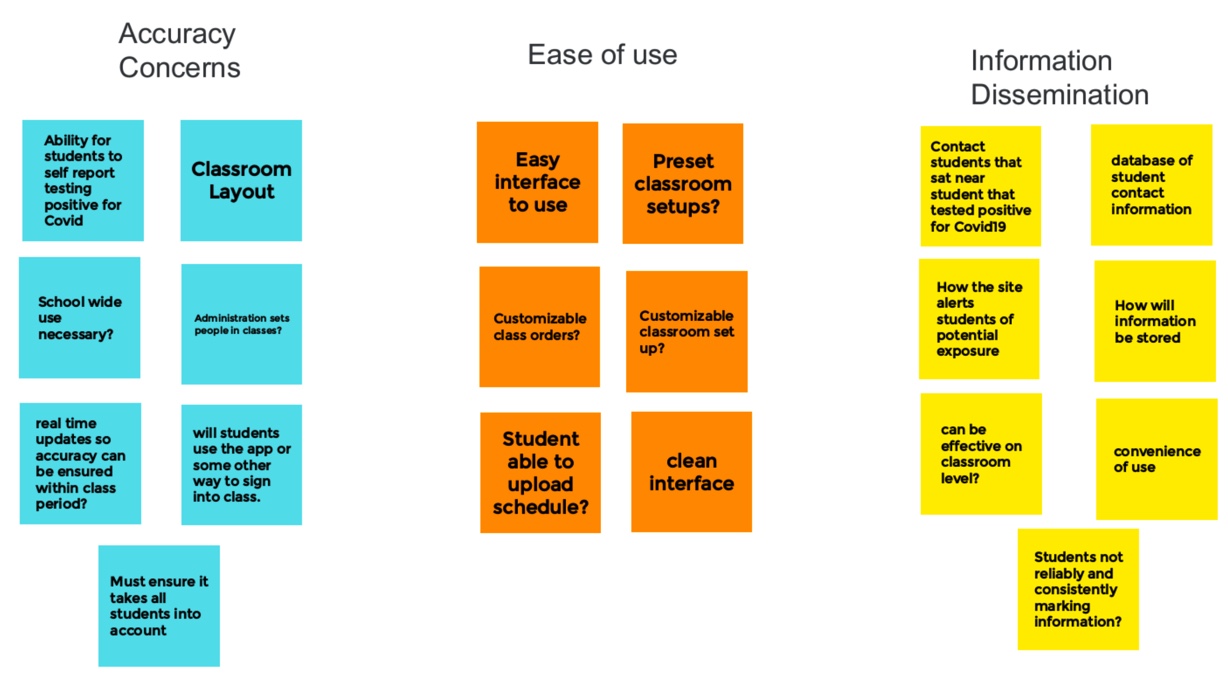 Accuracy
Concerns
Ability for
students to
self report
testing
positive for
Covid
Classroom
Layout
School wide
use
necessary?
Administration sets
people in classes?
real time
updates so
accuracy can
be ensured
within class
period?
will students
use the app or
some other
way to sign
into class.
Must ensure it
takes all
students into
account
Ease of use
Easy
interface
to use
Preset
classroom
setups?
Customizable
class orders?
Customizable
classroom set
up?
Student
able to
upload
schedule?
clean
interface
Information
Dissemination
Contact
students that
sat near
student that
tested positive
for Covid19
database of
student
contact
information
How the site
alerts
students of
potential
exposure
How will
information
be stored
can be
effective on
classroom
level?
convenience
of use
Students not
reliably and
consistently
marking
information?